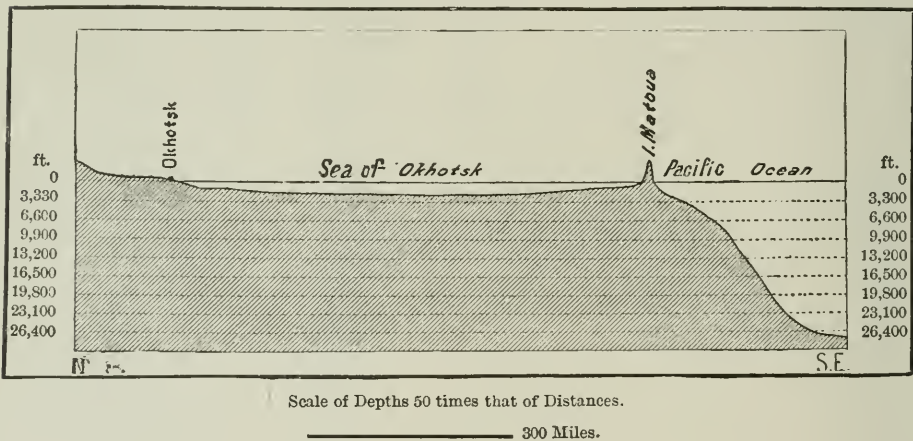 Okhotsk
I. Matoua
Sea of Okhotsk
Pacific Ocean
ft.
0
3,330
6,600
9,900
13,200
16,500
19,800
23,100
26,400
ft.
0
3,300
6,600
9,900
13,200
16,500
19,800
23,100
26,400
S.E.
Scale of Depths 50 times that of Distances.
300 Miles.